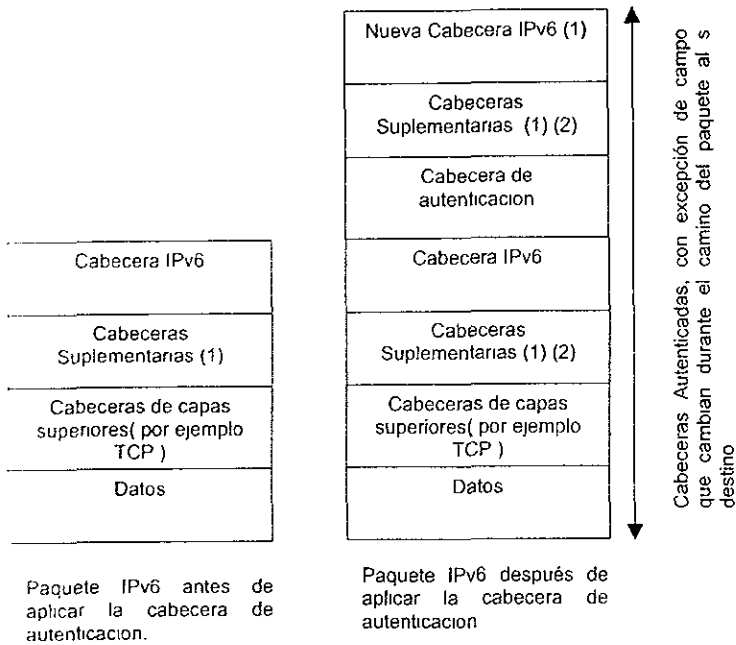 Cabecera IPv6
Cabeceras
Suplementarias (1)
Cabeceras de capas
superiores( por ejemplo
TCP )
Datos
Paquete IPv6 antes de
aplicar la cabecera de
autenticacion.
Nueva Cabecera IPv6 (1)
Cabeceras
Suplementarias (1) (2)
Cabecera de
autenticacion
Cabecera IPv6
Cabeceras
Suplementarias (1) (2)
Cabeceras de capas
superiores( por ejemplo
TCP )
Datos
Paquete IPv6 después de
aplicar la cabecera de
autenticacion
Cabeceras Autenticadas, con excepción de campo
que cambian durante el camino del paquete al s
destino